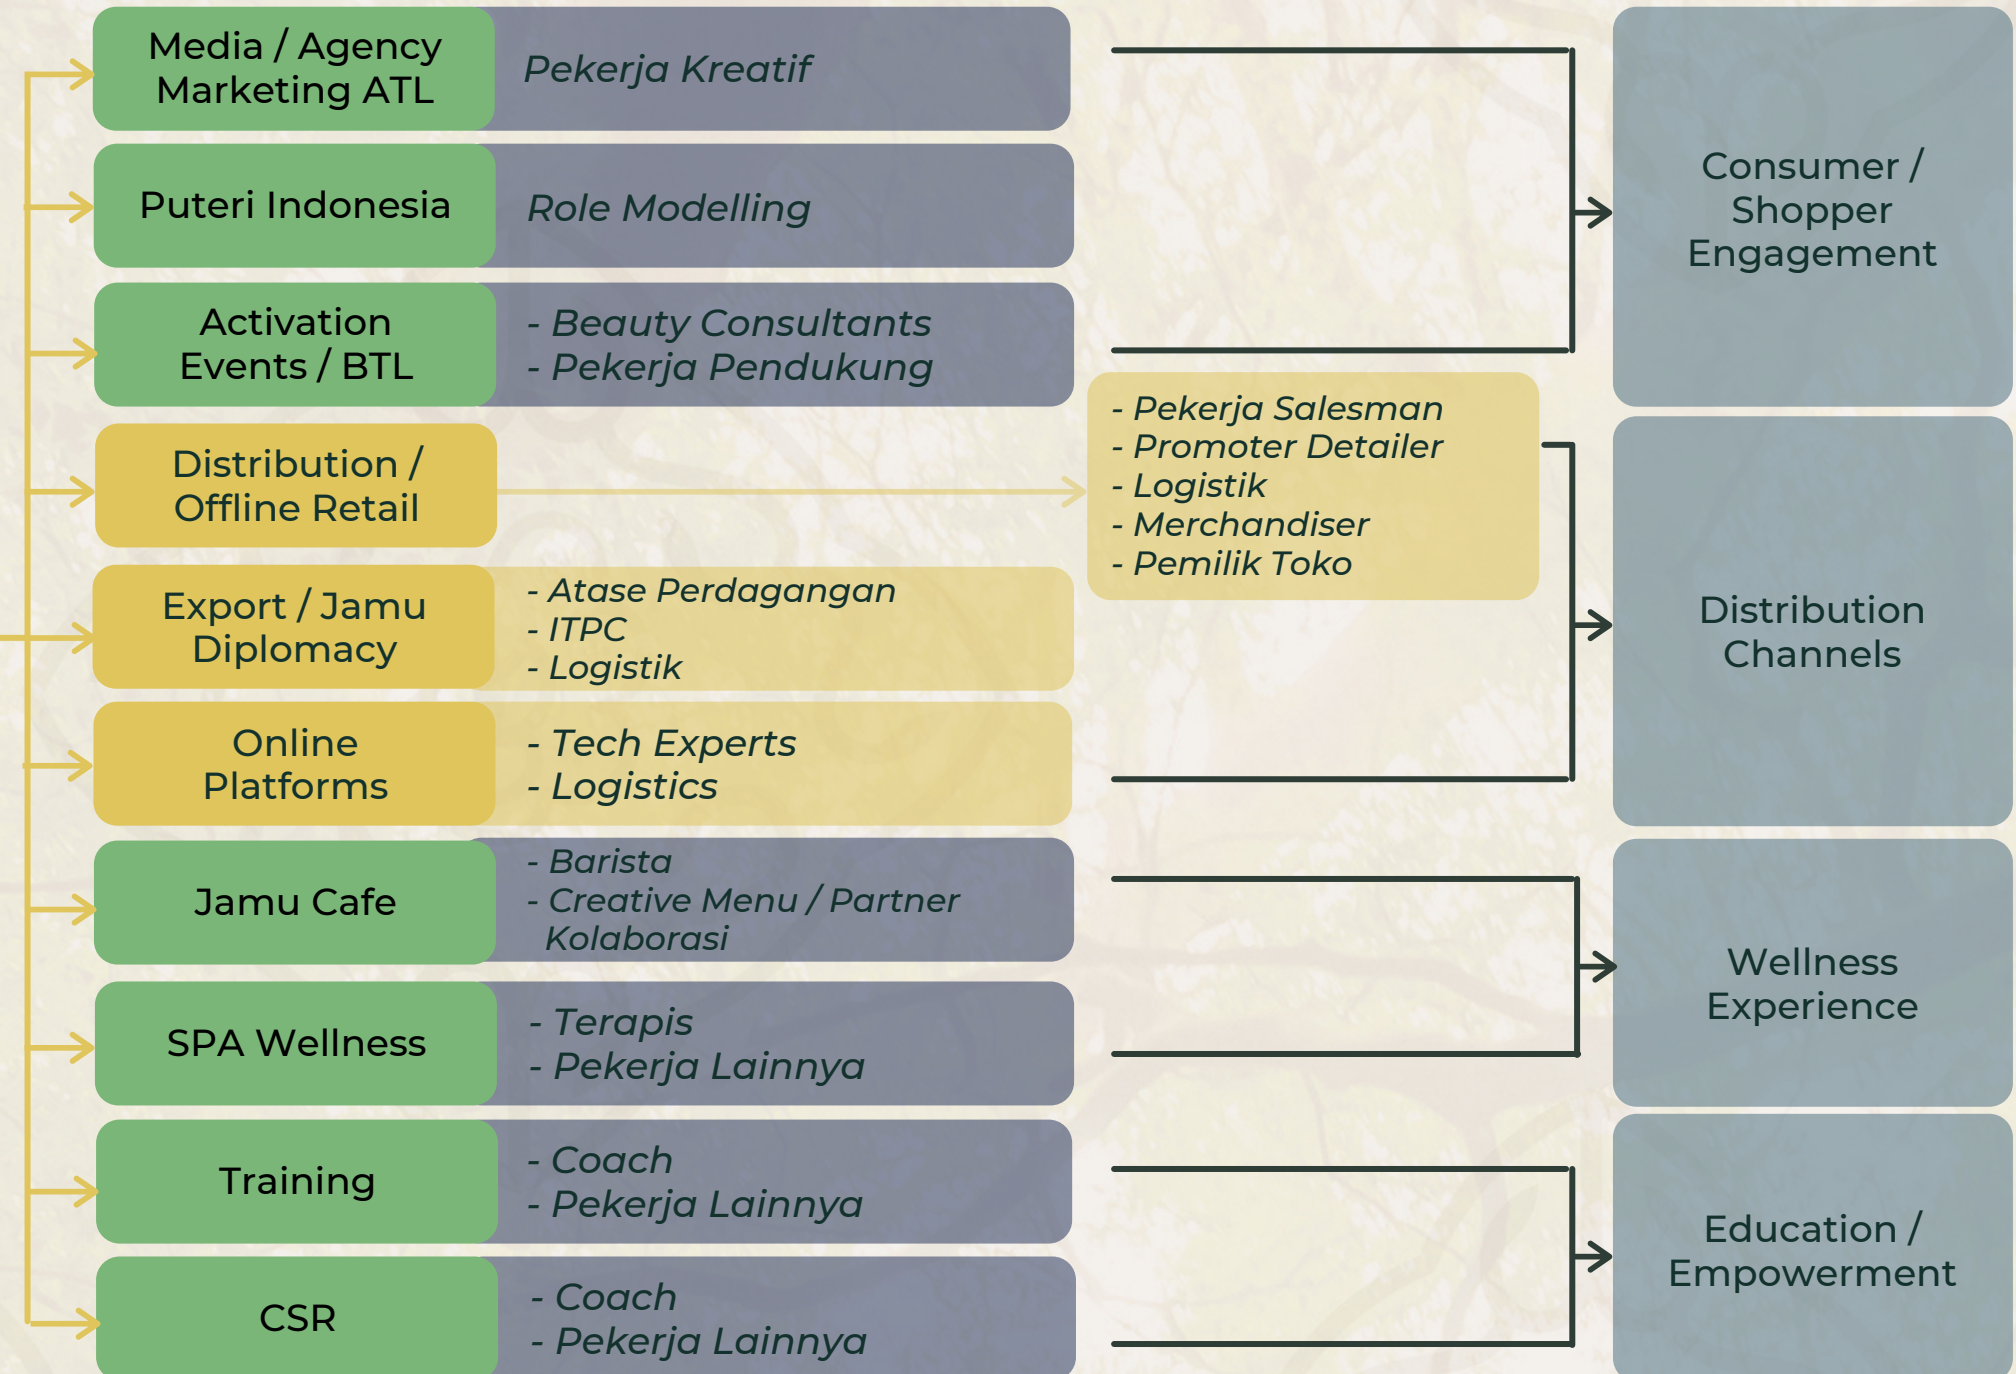 Media / Agency
Marketing ATL
Pekerja Kreatif
Puteri Indonesia
Role Modelling
Activation
Events / BTL
- Beauty Consultants
- Pekerja Pendukung
Consumer /
Shopper
Engagement
Distribution /
Offline Retail
- Pekerja Salesman
- Promoter Detailer
- Logistik
- Merchandiser
- Pemilik Toko
Export / Jamu
Diplomacy
- Atase Perdagangan
- ITPC
- Logistik
Online
Platforms
- Tech Experts
- Logistics
Distribution
Channels
Jamu Cafe
- Barista
- Creative Menu / Partner
Kolaborasi
SPA Wellness
- Terapis
- Pekerja Lainnya
Wellness
Experience
Training
- Coach
- Pekerja Lainnya
CSR
- Coach
- Pekerja Lainnya
Education /
Empowerment